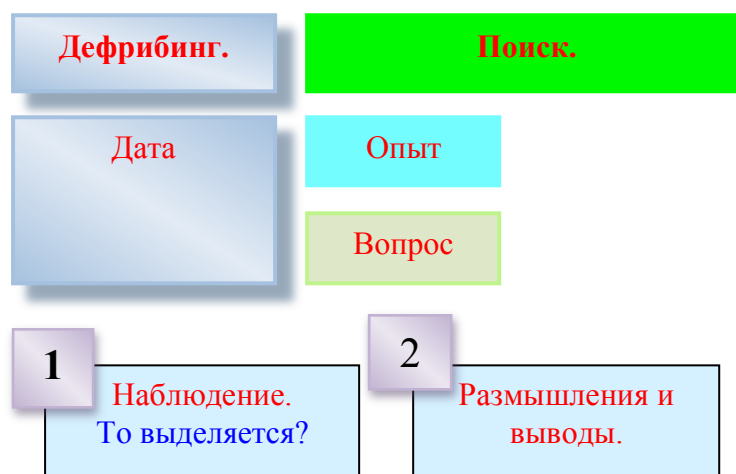 Дефрибинг.
Поиск.
Дата
Опыт
Вопрос
1
Наблюдение.
То выделяется?
2
Размышления и
выводы.